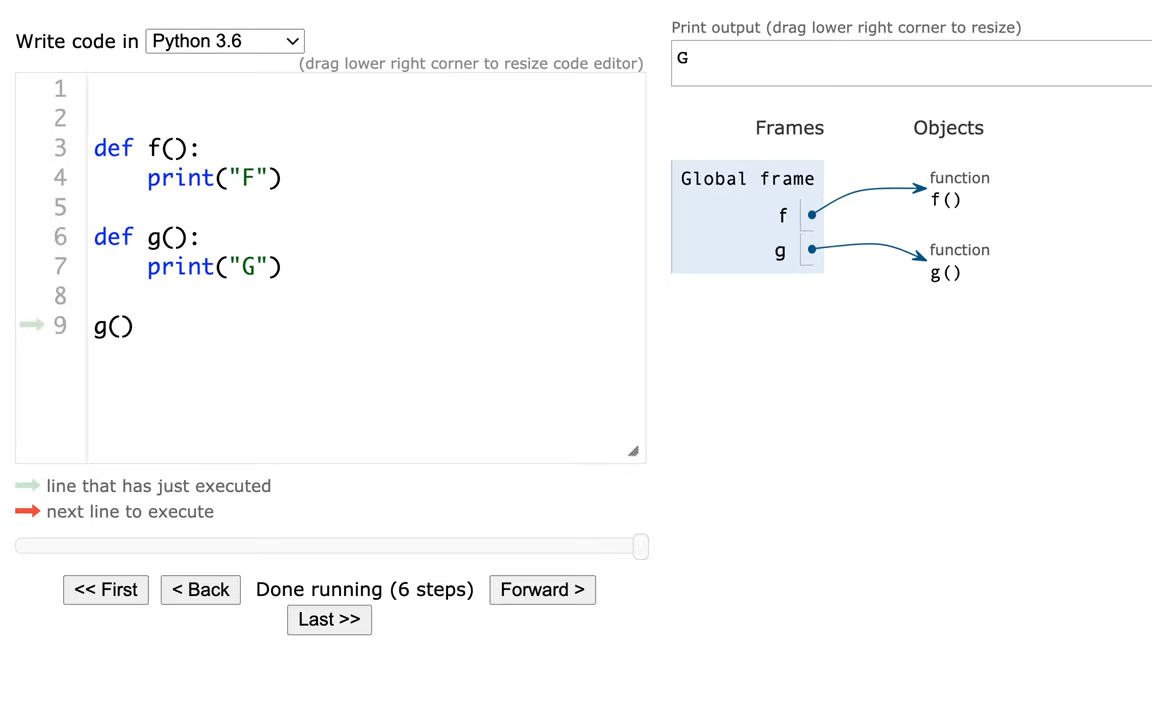 Write code in Python 3.6
(drag lower right corner to resize code editor)
1
2
3 def f():
4     print("F")
5
6 def g():
7     print("G")
8
9 g()
line that has just executed
next line to execute
<< First < Back Done running (6 steps) Forward >
Last >>
Print output (drag lower right corner to resize)
G
Frames Objects
Global frame
f
g
function
f()
function
g()